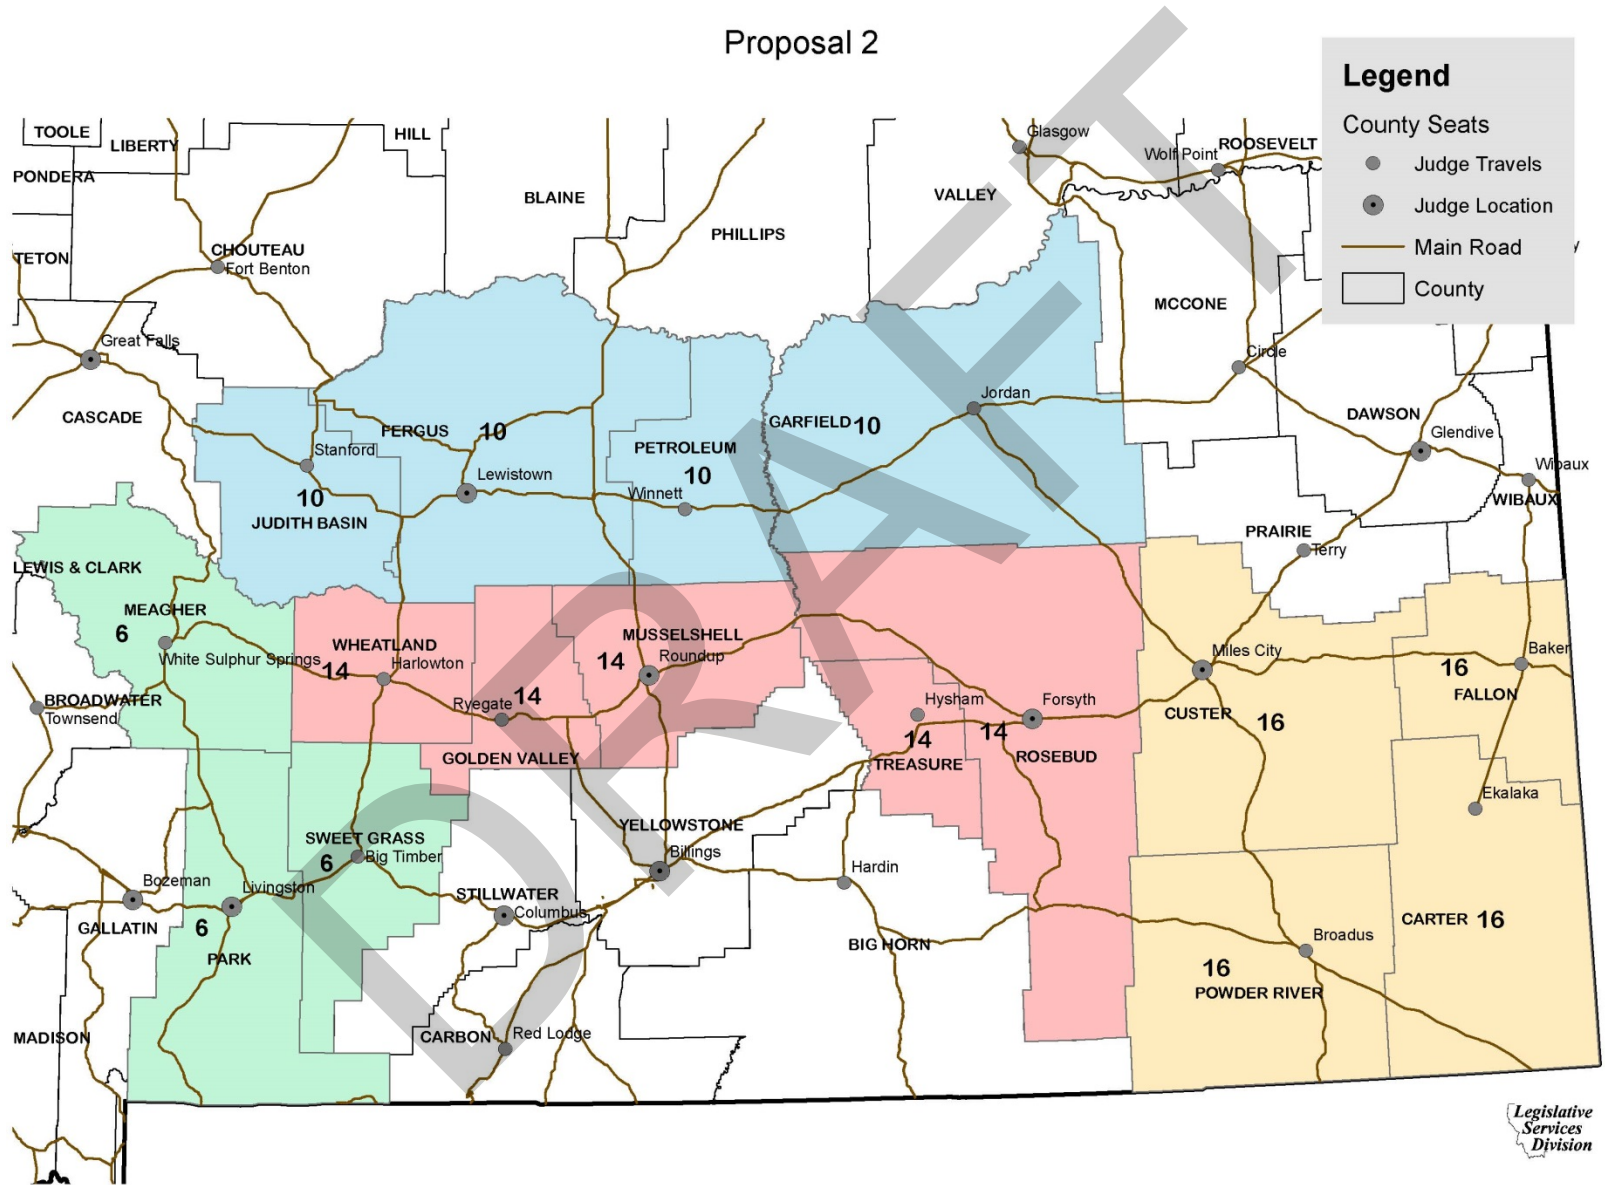 Proposal 2
Legend
County Seats
Judge Travels
Judge Location
Main Road
County
DRAFT
TOOLE
LIBERTY
HILL
PONDERA
BLAINE
PHILLIPS
VALLEY
Glasgow
Wolf Point
ROOSEVELT
TETON
CHOUTEAU
Fort Benton
MCCONE
Great Falls
Circle
CASCADE
Jordan
GARFIELD 10
DAWSON
Glendive
FERGUS
10
Stanford
PETROLEUM
10
Lewistown
Winnett
10
JUDITH BASIN
Wibaux
WIBAUX
PRAIRIE
Terry
LEWIS & CLARK
MEAGHER
6
White Sulphur Springs
WHEATLAND
14
Harlowton
MUSSELSHELL
14
Roundup
Ryegate
14
GOLDEN VALLEY
BROADWATER
Townsend
Hysham
14
TREASURE
Forsyth
14
ROSEBUD
Miles City
CUSTER
16
Baker
16
FALLON
Ekalaka
SWEET GRASS
6
Big Timber
YELLOWSTONE
Billings
Hardin
Bozeman
GALLATIN
Livingston
6
PARK
STILLWATER
Columbus
BIG HORN
Broadus
CARTER 16
16
POWDER RIVER
MADISON
CARBON
Red Lodge
Legislative
Services
Division